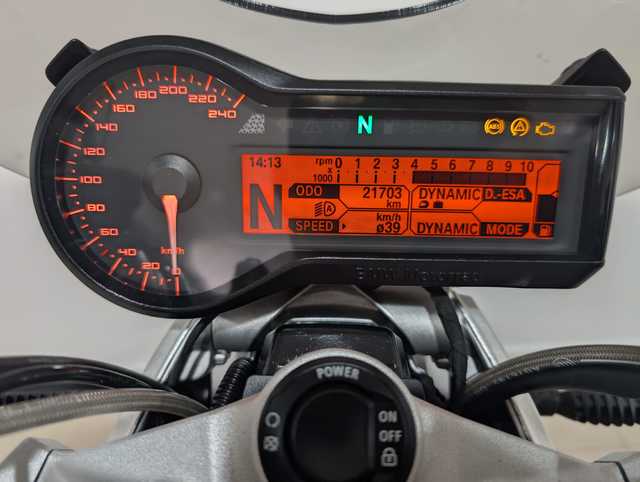 240
220
200
180
160
140
120
100
80
60
40
20
0
km/h
N
ABS
14:13
rpm 0 1 2 3 4 5 6 7 8 9 10
x
1000
N
ODO 21703
km
DYNAMIC D.-ESA
A
km/h
SPEED ø39
DYNAMIC MODE
BMW Motorrad
POWER
ON
OFF